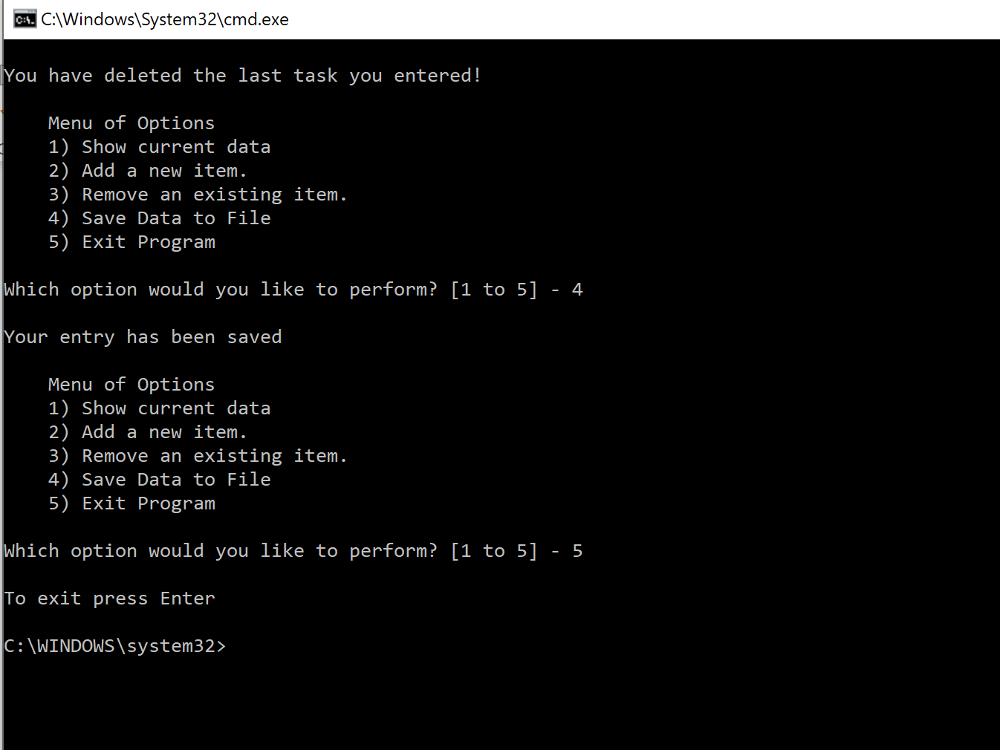 C:\Windows\System32\cmd.exe
You have deleted the last task you entered!
Menu of Options
1) Show current data
2) Add a new item.
3) Remove an existing item.
4) Save Data to File
5) Exit Program
Which option would you like to perform? [1 to 5] - 4
Your entry has been saved
Menu of Options
1) Show current data
2) Add a new item.
3) Remove an existing item.
4) Save Data to File
5) Exit Program
Which option would you like to perform? [1 to 5] - 5
To exit press Enter
C:\WINDOWS\system32>